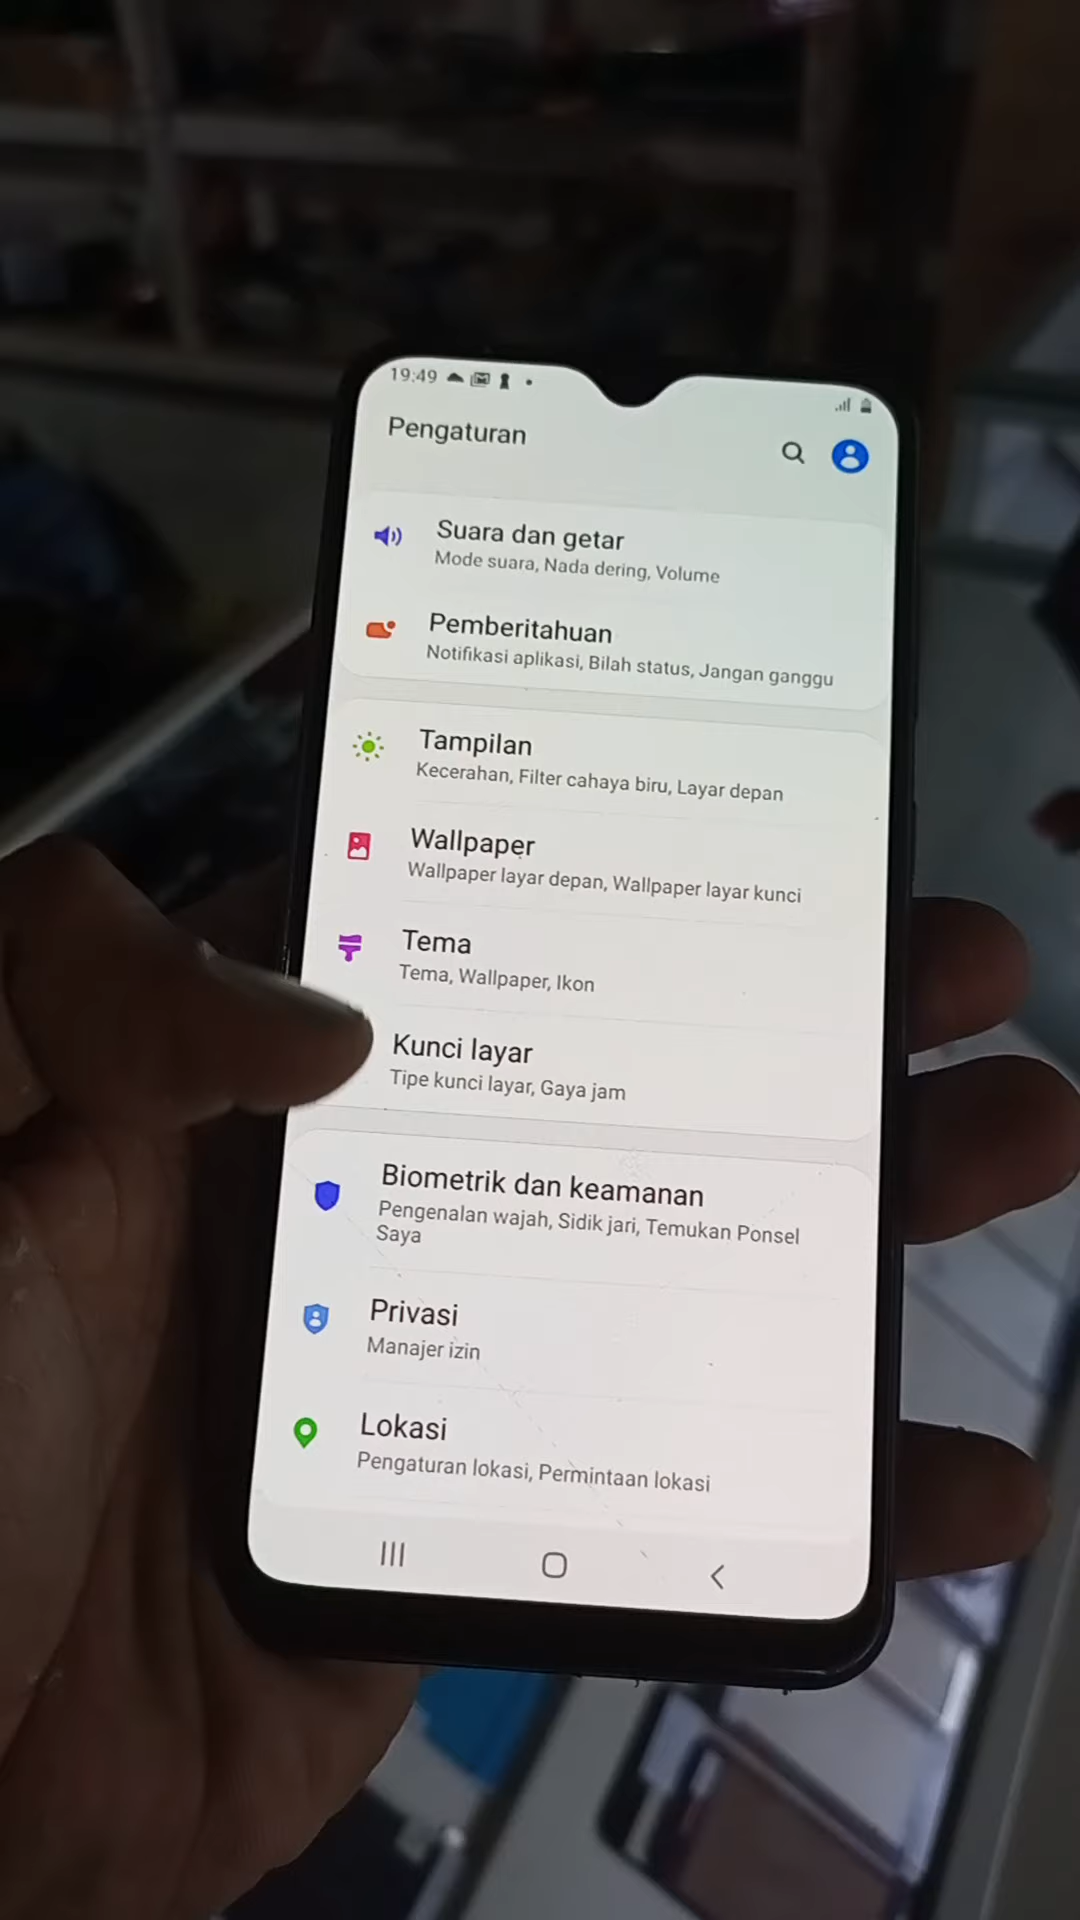 19:49
Pengaturan
Suara dan getar
Mode suara, Nada dering, Volume
Pemberitahuan
Notifikasi aplikasi, Bilah status, Jangan ganggu
Tampilan
Kecerahan, Filter cahaya biru, Layar depan
Wallpaper
Wallpaper layar depan, Wallpaper layar kunci
Tema
Tema, Wallpaper, Ikon
Kunci layar
Tipe kunci layar, Gaya jam
Biometrik dan keamanan
Pengenalan wajah, Sidik jari, Temukan Ponsel
Saya
Privasi
Manajer izin
Lokasi
Pengaturan lokasi, Permintaan lokasi